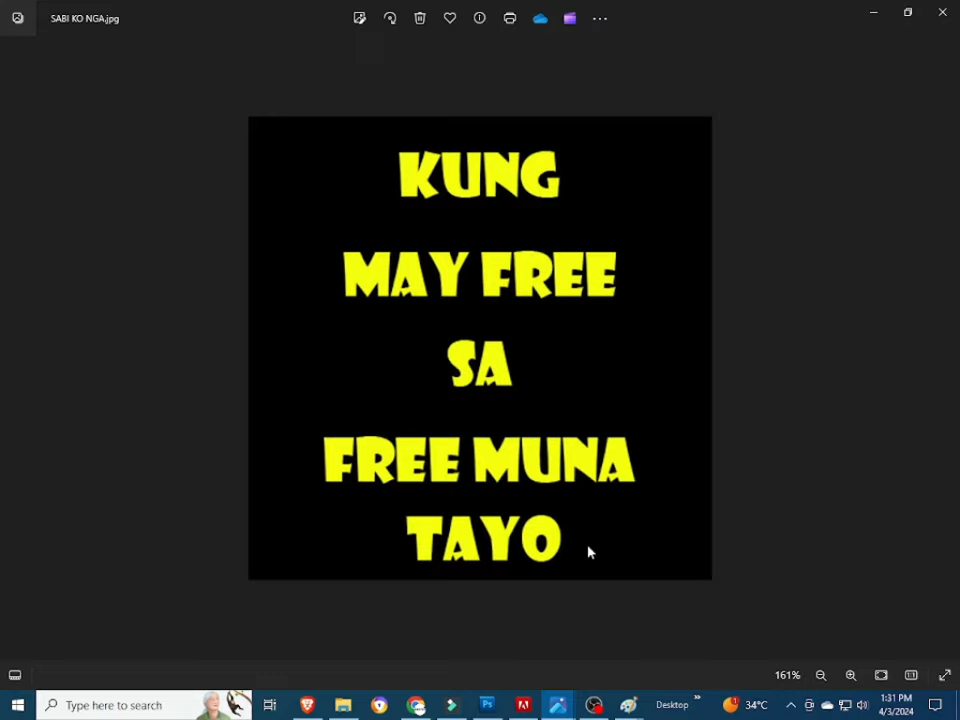 SABI KO NGA.jpg
KUNG
MAY FREE
SA
FREE MUNA
TAYO
161%
Type here to search
Desktop
34°C
1:31 PM
4/3/2024